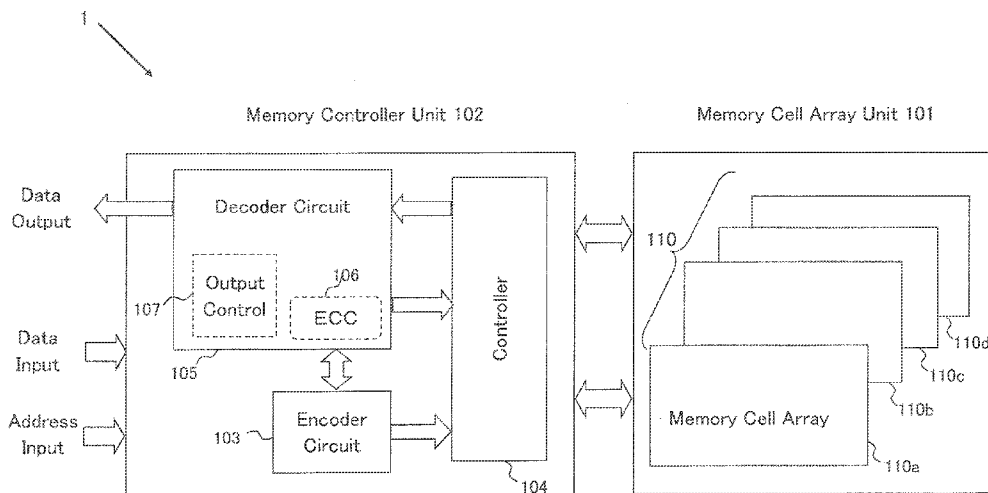 1
Memory Controller Unit 102
Memory Cell Array Unit 101
Data
Output
Decoder Circuit
110
106
Output
Control
ECC
107
Controller
Data
Input
105
110d
110c
110b
Memory Cell Array
Address
Input
103
Encoder
Circuit
110a
104